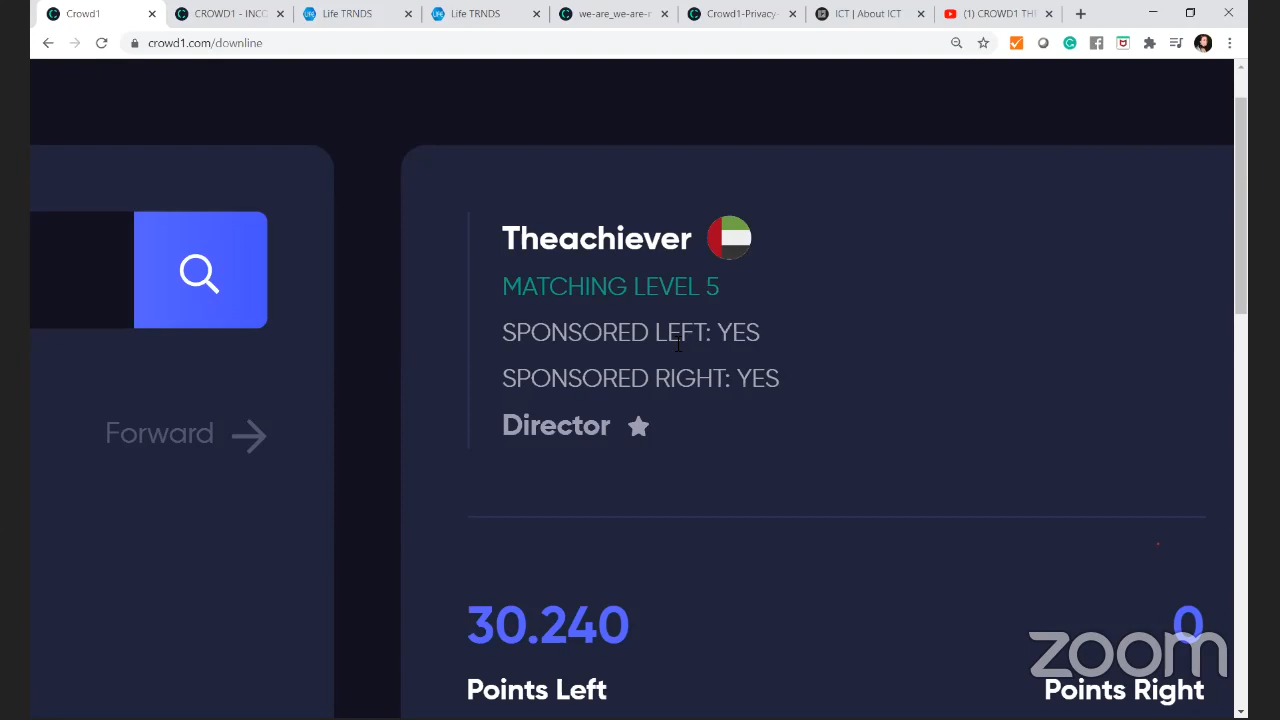 Crowd1
CROWD1 - INCC
Life TRNDS
Life TRNDS
we-are_we-are-r
Crowd1-privacy-
ICT | About ICT
(1) CROWD1 TH
crowd1.com/downline
Theachiever
MATCHING LEVEL 5
SPONSORED LEFT: YES
SPONSORED RIGHT: YES
Forward
Director
30.240
0
Points Left
Points Right
zoom